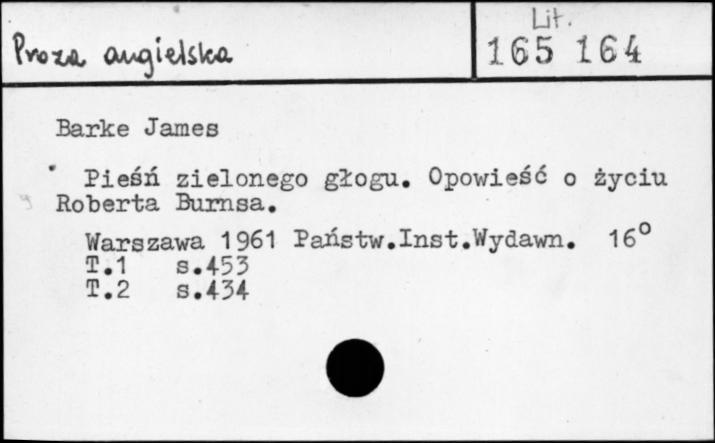 Proza angielska
Lit.
165 164
Barke James
Pieśń zielonego głogu. Opowieść o życiu
Roberta Burnsa.
Warszawa 1961 Państw.Inst.Wydawn. 16°
T.1 s.453
T.2 s.434